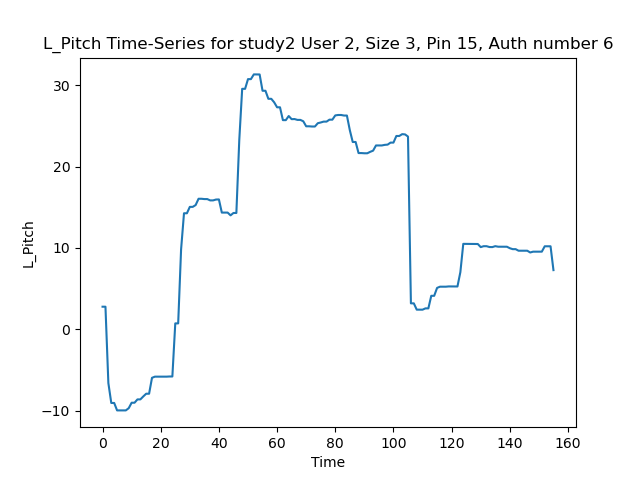 L_Pitch Time-Series for study2 User 2, Size 3, Pin 15, Auth number 6
30
20
10
0
−10
L_Pitch
0 20 40 60 80 100 120 140 160
Time